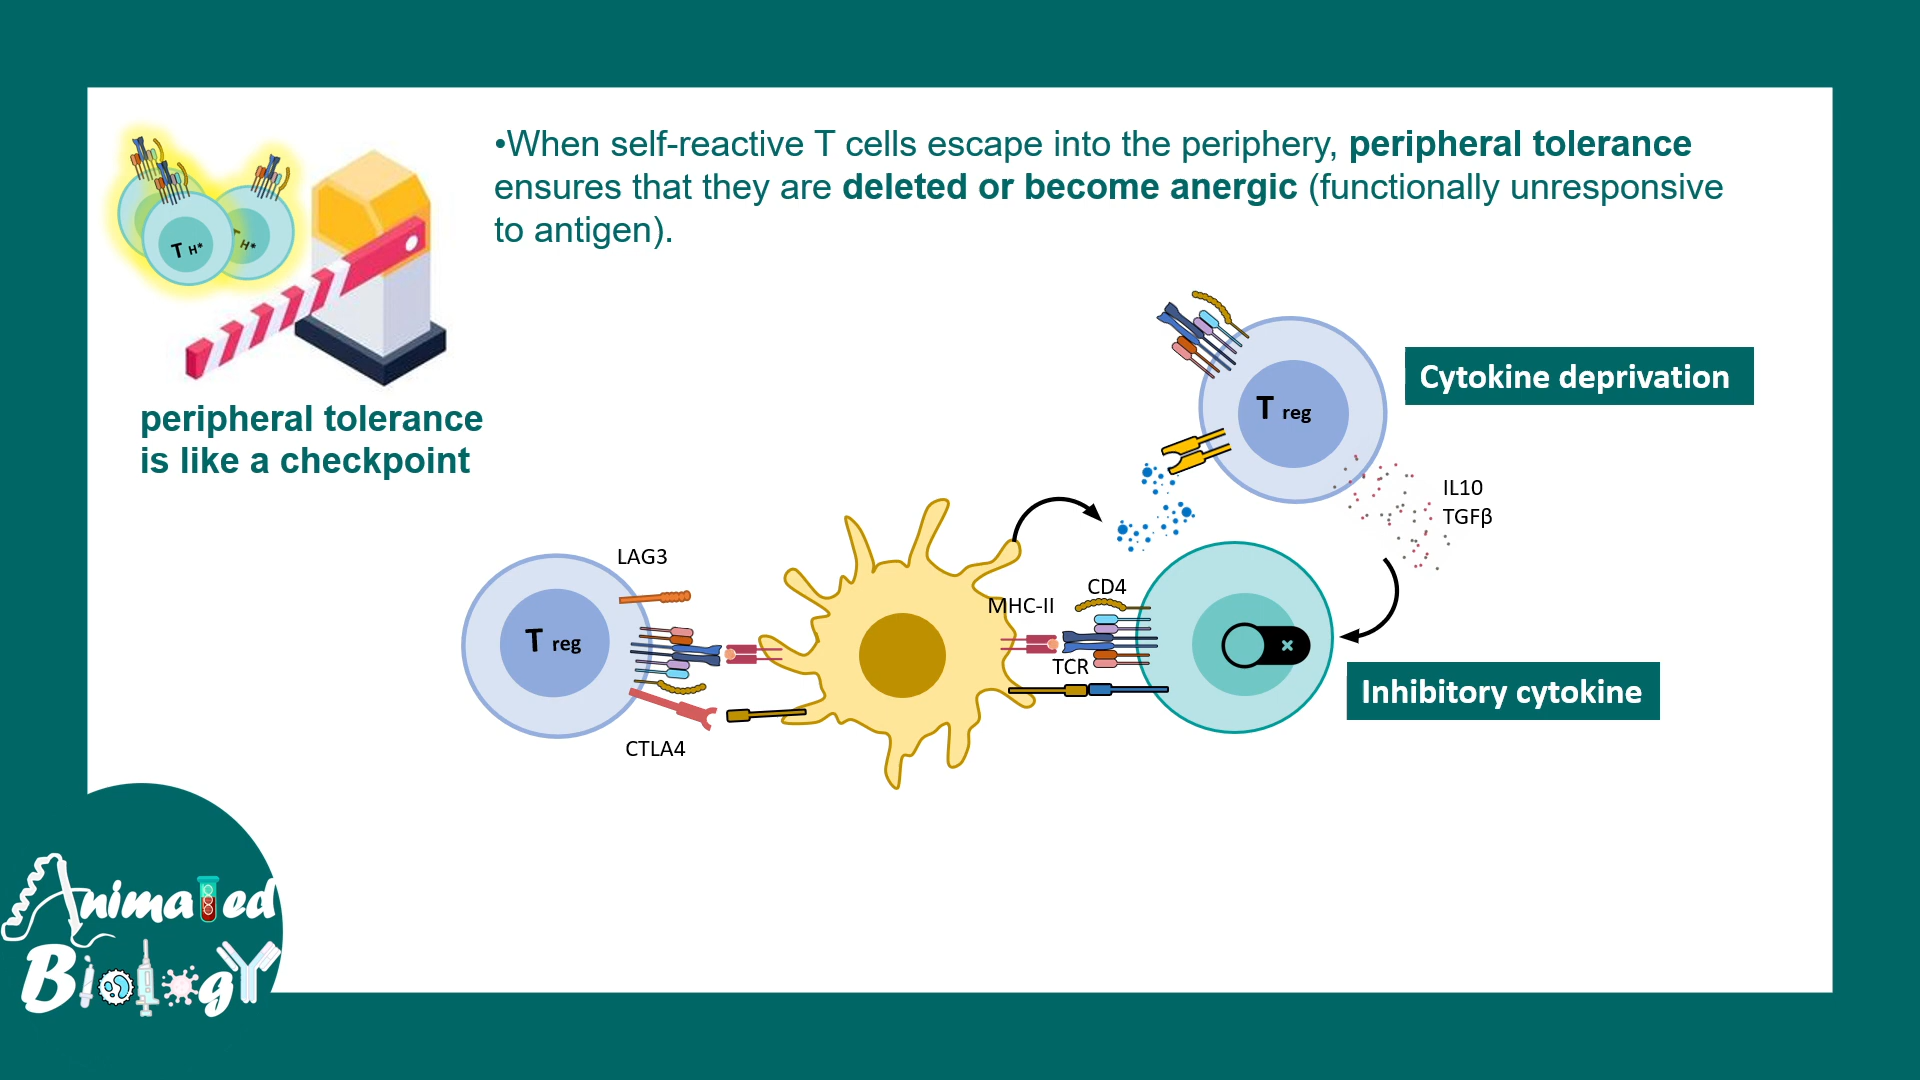 •When self-reactive T cells escape into the periphery, peripheral tolerance
ensures that they are deleted or become anergic (functionally unresponsive
to antigen).
T H*
H*
peripheral tolerance
is like a checkpoint
T reg
Cytokine deprivation
IL10
TGFβ
LAG3
T reg
CTLA4
MHC-II
CD4
TCR
Inhibitory cytokine
Animated
Biology